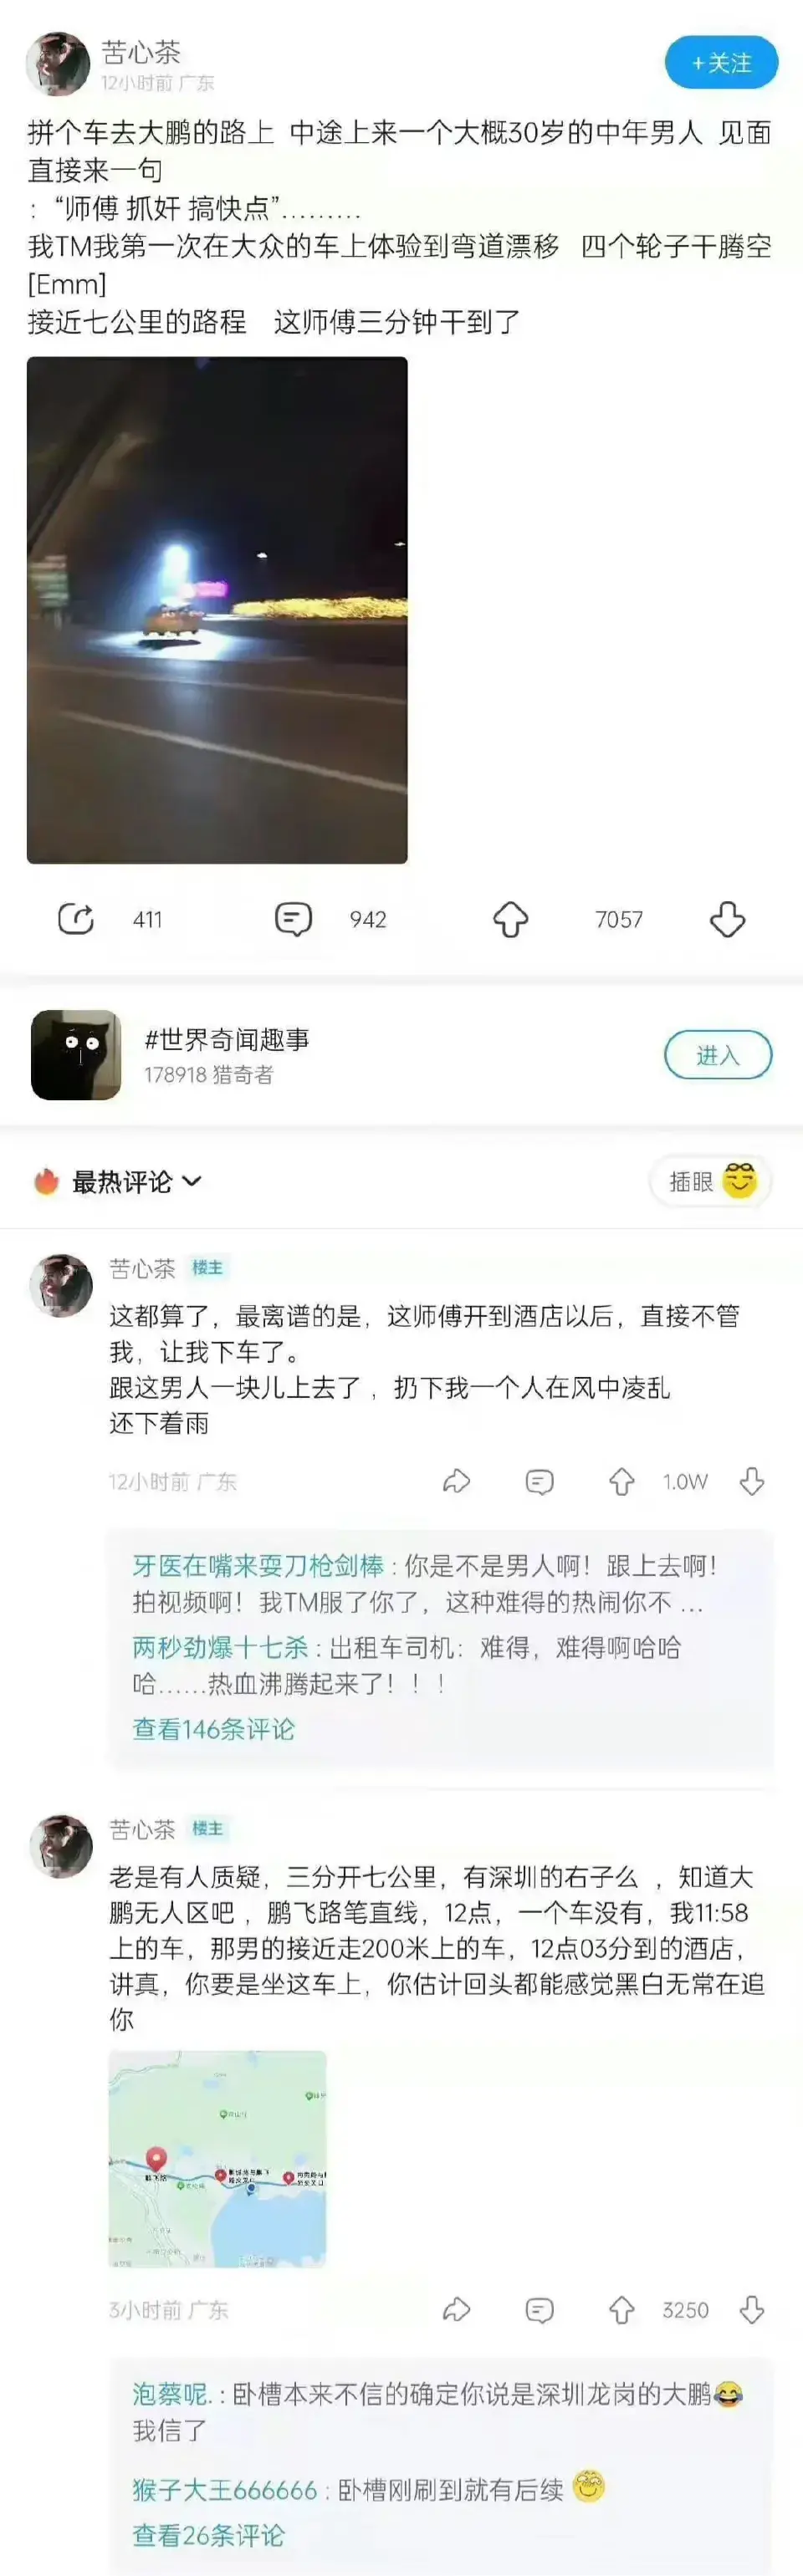 苦心茶
12小时前 广东
+关注
拼个车去大鹏的路上 中途上来一个大概30岁的中年男人 见面
直接来一句
：“师傅 抓奸 搞快点”………
我TM我第一次在大众的车上体验到弯道漂移 四个轮子干腾空
[Emm]
接近七公里的路程 这师傅三分钟干到了
411
942
7057
#世界奇闻趣事
178918 猎奇者
进入
最热评论
插眼
苦心茶 楼主
这都算了，最离谱的是，这师傅开到酒店以后，直接不管
我，让我下车了。
跟这男人一块儿上去了，扔下我一个人在风中凌乱
还下着雨
12小时前 广东
1.0W
牙医在嘴来耍刀枪剑棒：你是不是男人啊！跟上去啊！
拍视频啊！我TM服了你了，这种难得的热闹你不 ...
两秒劲爆十七杀：出租车司机：难得，难得啊哈哈
哈……热血沸腾起来了！！！
查看146条评论
苦心茶 楼主
老是有人质疑，三分开七公里，有深圳的右子么 ，知道大
鹏无人区吧，鹏飞路笔直线，12点，一个车没有，我11:58
上的车，那男的接近走200米上的车，12点03分到的酒店，
讲真，你要是坐这车上，你估计回头都能感觉黑白无常在追
你
鹏飞路
3小时前 广东
3250
泡蔡呢.：卧槽本来不信的确定你说是深圳龙岗的大鹏😂
我信了
猴子大王666666：卧槽刚刷到就有后续
查看26条评论